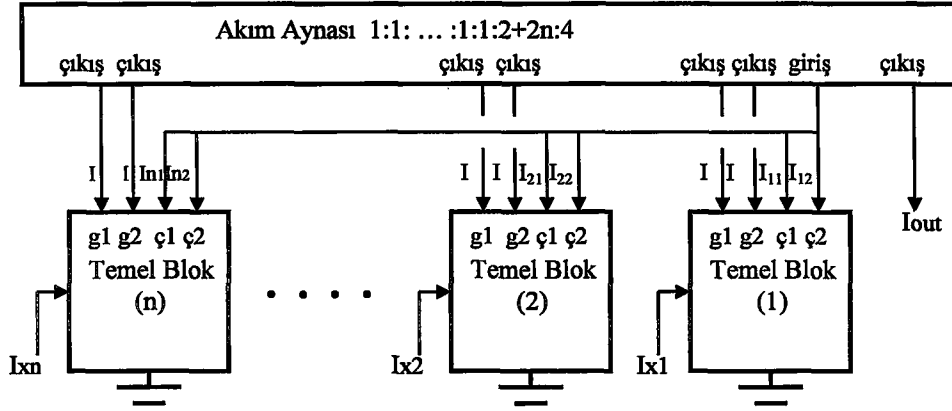 Akım Aynası 1:1: … :1:1:2+2n:4
çıkış çıkış çıkış çıkış çıkış çıkış giriş çıkış
I I In1 In2 I I I21 I22 I I I11 I12
Iout
g1 g2 ç1 ç2 g1 g2 ç1 ç2 g1 g2 ç1 ç2
Temel Blok Temel Blok Temel Blok
(n) . . . . (2) (1)
Ixn Ix2 Ix1